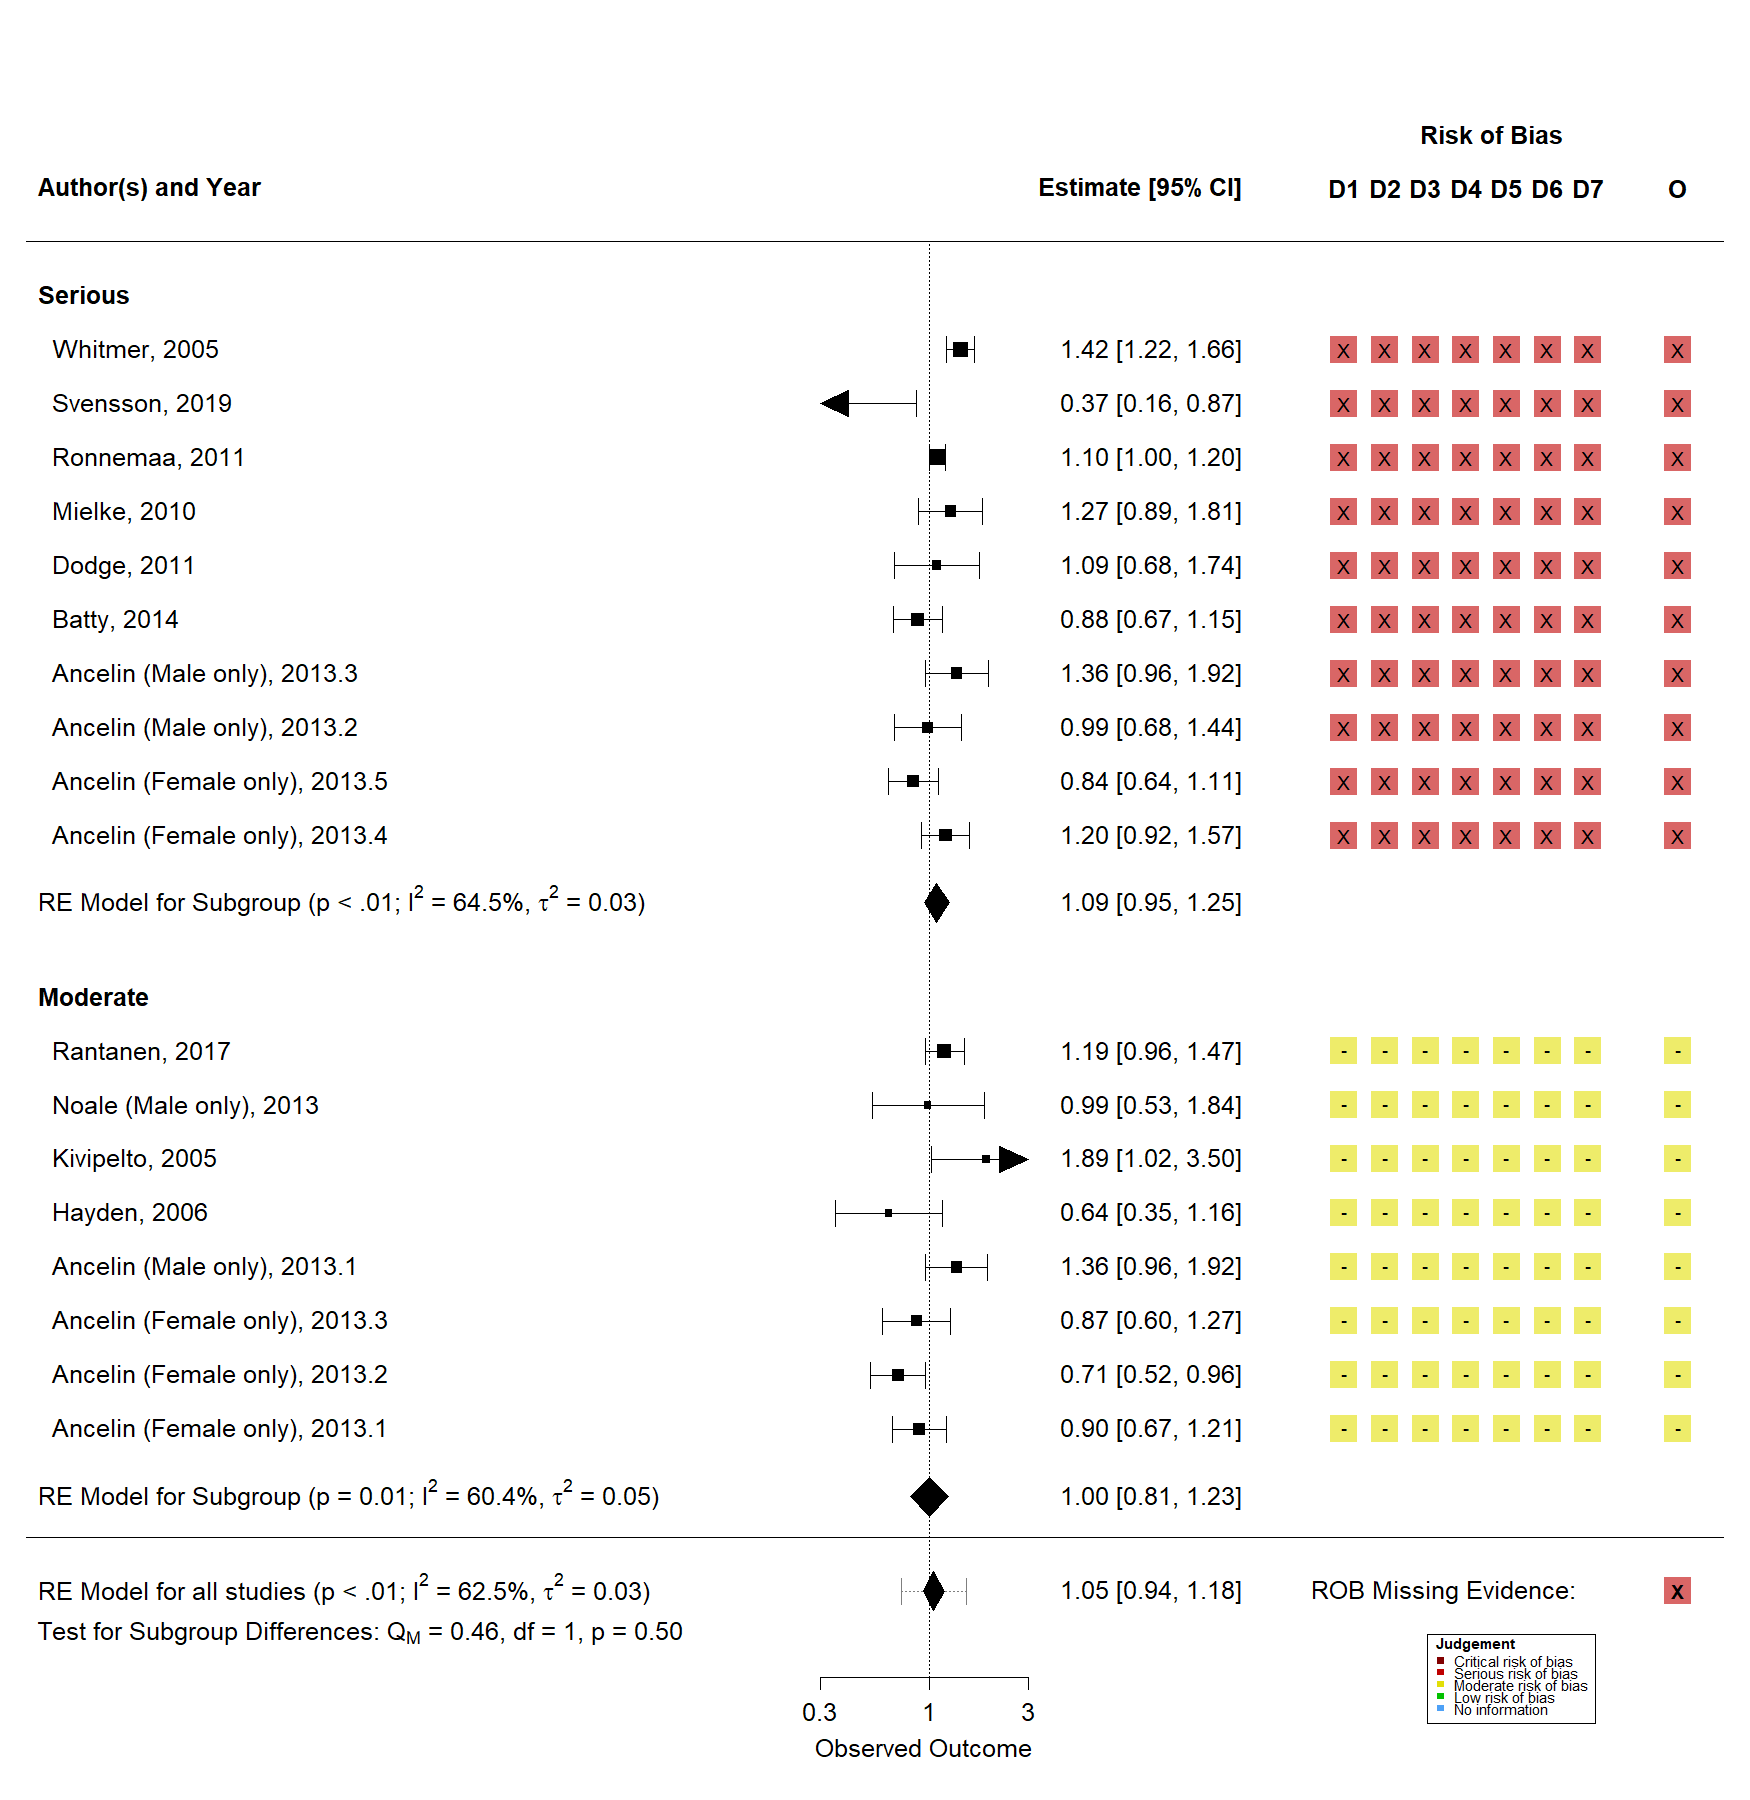 Risk of Bias
Author(s) and Year Estimate [95% CI] D1 D2 D3 D4 D5 D6 D7 O
Serious
Whitmer, 2005 1.42 [1.22, 1.66] X X X X X X X X
Svensson, 2019 0.37 [0.16, 0.87] X X X X X X X X
Ronnemaa, 2011 1.10 [1.00, 1.20] X X X X X X X X
Mielke, 2010 1.27 [0.89, 1.81] X X X X X X X X
Dodge, 2011 1.09 [0.68, 1.74] X X X X X X X X
Batty, 2014 0.88 [0.67, 1.15] X X X X X X X X
Ancelin (Male only), 2013.3 1.36 [0.96, 1.92] X X X X X X X X
Ancelin (Male only), 2013.2 0.99 [0.68, 1.44] X X X X X X X X
Ancelin (Female only), 2013.5 0.84 [0.64, 1.11] X X X X X X X X
Ancelin (Female only), 2013.4 1.20 [0.92, 1.57] X X X X X X X X
RE Model for Subgroup (p < .01; I² = 64.5%, τ² = 0.03) 1.09 [0.95, 1.25]
Moderate
Rantanen, 2017 1.19 [0.96, 1.47] - - - - - - - -
Noale (Male only), 2013 0.99 [0.53, 1.84] - - - - - - - -
Kivipelto, 2005 1.89 [1.02, 3.50] - - - - - - - -
Hayden, 2006 0.64 [0.35, 1.16] - - - - - - - -
Ancelin (Male only), 2013.1 1.36 [0.96, 1.92] - - - - - - - -
Ancelin (Female only), 2013.3 0.87 [0.60, 1.27] - - - - - - - -
Ancelin (Female only), 2013.2 0.71 [0.52, 0.96] - - - - - - - -
Ancelin (Female only), 2013.1 0.90 [0.67, 1.21] - - - - - - - -
RE Model for Subgroup (p = 0.01; I² = 60.4%, τ² = 0.05) 1.00 [0.81, 1.23]
RE Model for all studies (p < .01; I² = 62.5%, τ² = 0.03) 1.05 [0.94, 1.18] ROB Missing Evidence: X
Test for Subgroup Differences: Q_M = 0.46, df = 1, p = 0.50
Judgement
Critical risk of bias
Serious risk of bias
Moderate risk of bias
Low risk of bias
No information
0.3 1 3
Observed Outcome